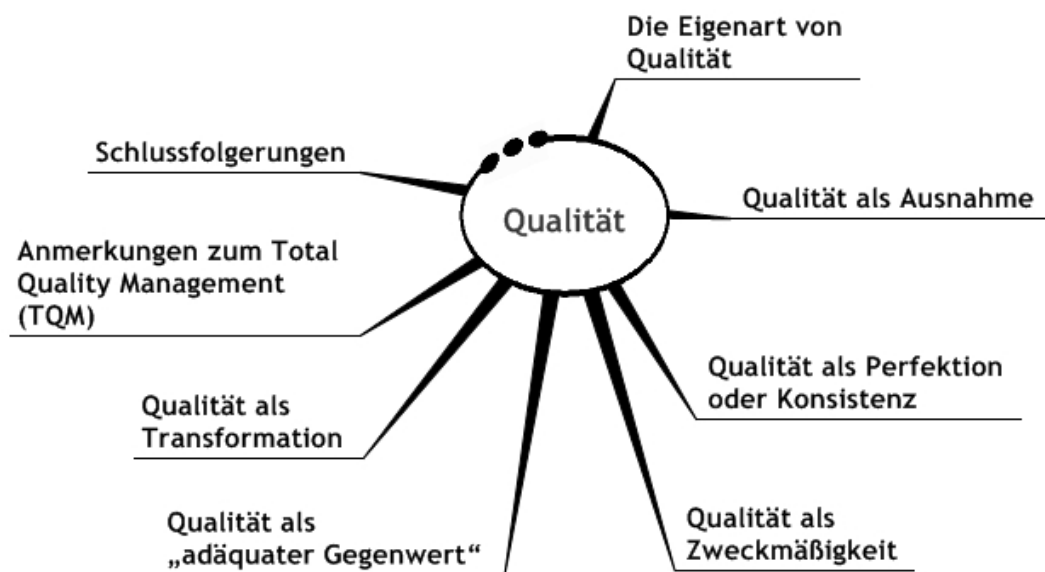 Die Eigenart von
Qualität
Qualität als Ausnahme
Qualität als Perfektion
oder Konsistenz
Qualität als
Zweckmäßigkeit
Qualität als
„adäquater Gegenwert“
Qualität als
Transformation
Anmerkungen zum Total
Quality Management
(TQM)
Schlussfolgerungen
Qualität